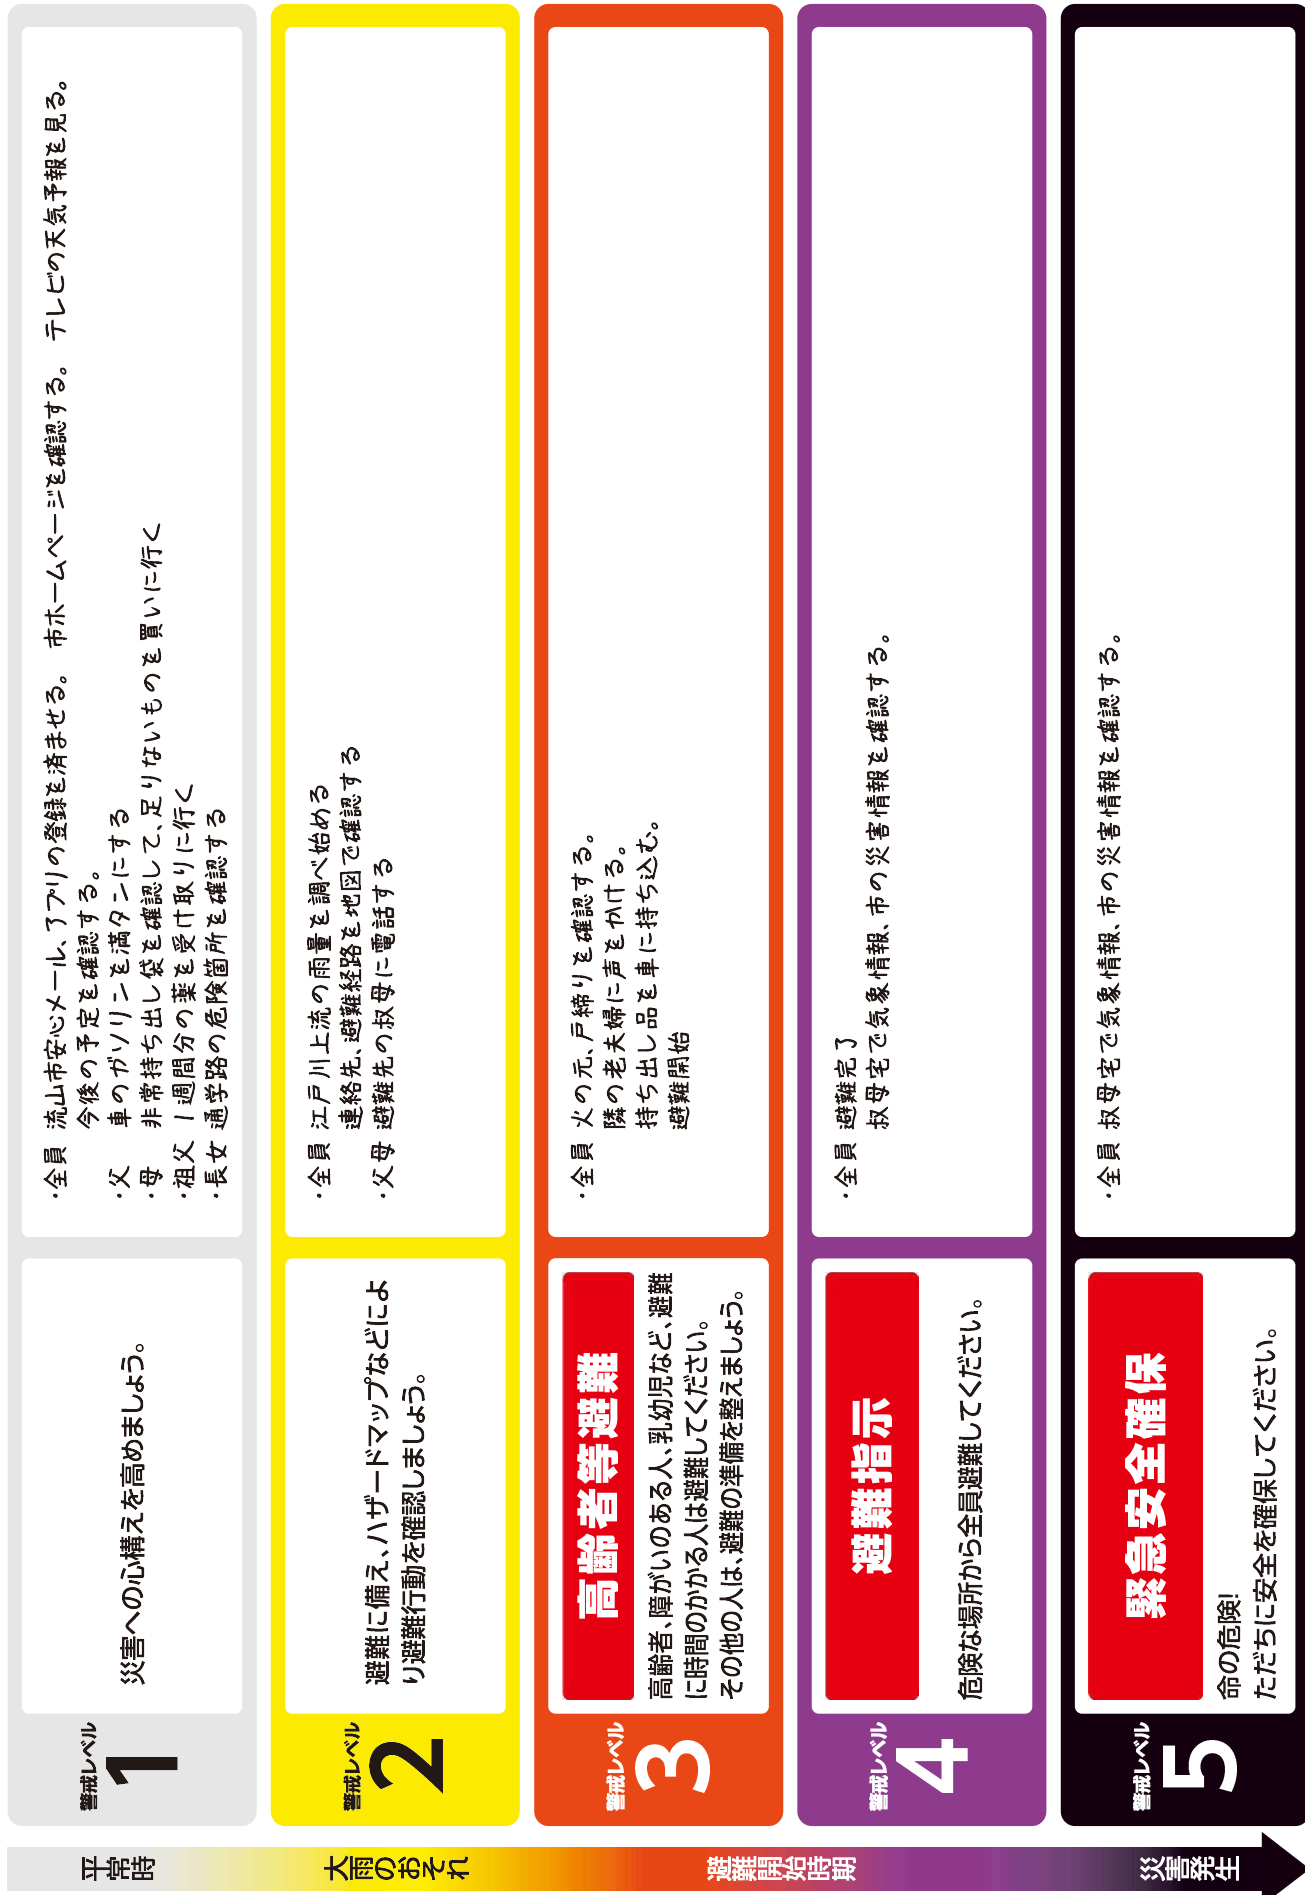 平常時
大雨のおそれ
避難開始時期
災害発生
警戒レベル
1
災害への心構えを高めましょう。
・全員 流山市安心メール、アプリの登録を済ませる。 市ホームページを確認する。 テレビの天気予報を見る。
今後の予定を確認する。
・父 車のガソリンを満タンにする
・母 非常持ち出し袋を確認して、足りないものを買いに行く
・祖父 1週間分の薬を受け取りに行く
・長女 通学路の危険箇所を確認する
警戒レベル
2
避難に備え、ハザードマップなどによ
り避難行動を確認しましょう。
・全員 江戸川上流の雨量を調べ始める
連絡先、避難経路を地図で確認する
・父母 避難先の叔母に電話する
警戒レベル
3
高齢者等避難
高齢者、障がいのある人、乳幼児など、避難
に時間のかかる人は避難してください。
その他の人は、避難の準備を整えましょう。
・全員 火の元、戸締りを確認する。
隣の老夫婦に声をかける。
持ち出し品を車に持ち込む。
避難開始
警戒レベル
4
避難指示
危険な場所から全員避難してください。
・全員 避難完了
叔母宅で気象情報、市の災害情報を確認する。
警戒レベル
5
緊急安全確保
命の危険!
ただちに安全を確保してください。
・全員 叔母宅で気象情報、市の災害情報を確認する。